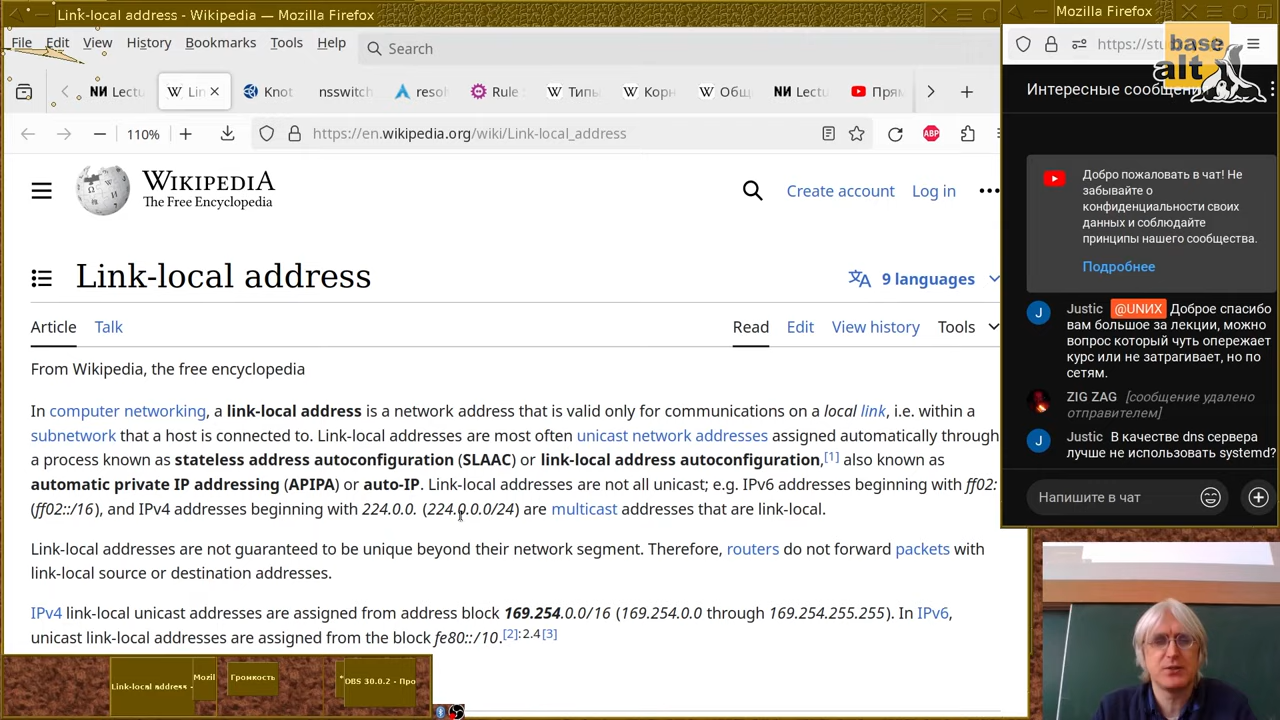 Link-local address - Wikipedia — Mozilla Firefox
File Edit View History Bookmarks Tools Help
Search
Lectu
Lin
Knot
nsswitch
resol
Rule
Типы
Корн
Общ
Lectu
Прям
110%
https://en.wikipedia.org/wiki/Link-local_address
ABP
WIKIPEDIA
The Free Encyclopedia
Create account
Log in
Link-local address
9 languages
Article Talk
Read Edit View history Tools
From Wikipedia, the free encyclopedia
In computer networking, a link-local address is a network address that is valid only for communications on a local link, i.e. within a
subnetwork that a host is connected to. Link-local addresses are most often unicast network addresses assigned automatically through
a process known as stateless address autoconfiguration (SLAAC) or link-local address autoconfiguration,[1] also known as
automatic private IP addressing (APIPA) or auto-IP. Link-local addresses are not all unicast; e.g. IPv6 addresses beginning with ff02:
(ff02::/16), and IPv4 addresses beginning with 224.0.0. (224.0.0.0/24) are multicast addresses that are link-local.
Link-local addresses are not guaranteed to be unique beyond their network segment. Therefore, routers do not forward packets with
link-local source or destination addresses.
IPv4 link-local unicast addresses are assigned from address block 169.254.0.0/16 (169.254.0.0 through 169.254.255.255). In IPv6,
unicast link-local addresses are assigned from the block fe80::/10.[2]:2.4[3]
Link-local address -
Mozil
Громкость
*OBS 30.0.2 - Про
Mozilla Firefox
https://stu
base
alt
Интересные сообщени
Добро пожаловать в чат! Не
забывайте о
конфиденциальности своих
данных и соблюдайте
принципы нашего сообщества.
Подробнее
J Justic @UNИX Доброе спасибо
вам большое за лекции, можно
вопрос который чуть опережает
курс или не затрагивает, но по
сетям.
ZIG ZAG [сообщение удалено
отправителем]
J Justic В качестве dns сервера
лучше не использовать systemd?
Напишите в чат